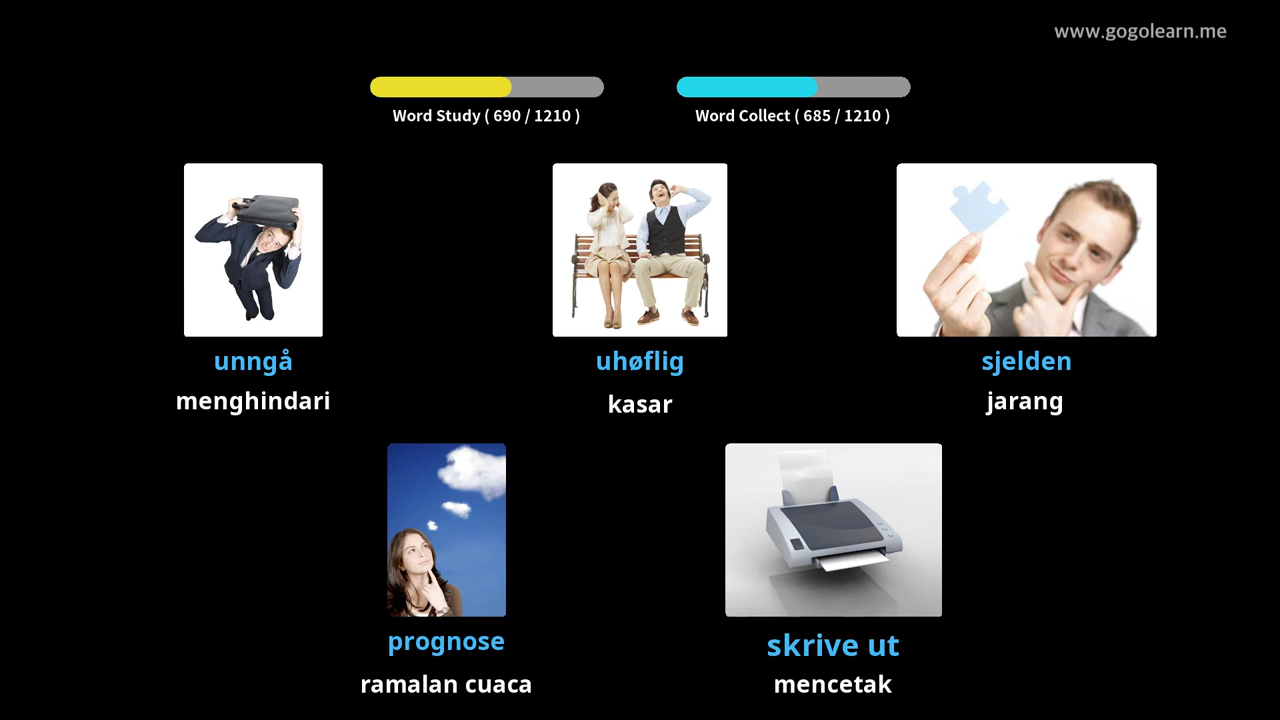 www.gogolearn.me
Word Study ( 690 / 1210 )
Word Collect ( 685 / 1210 )
unngå
uhøflig
sjelden
menghindari
kasar
jarang
prognose
skrive ut
ramalan cuaca
mencetak